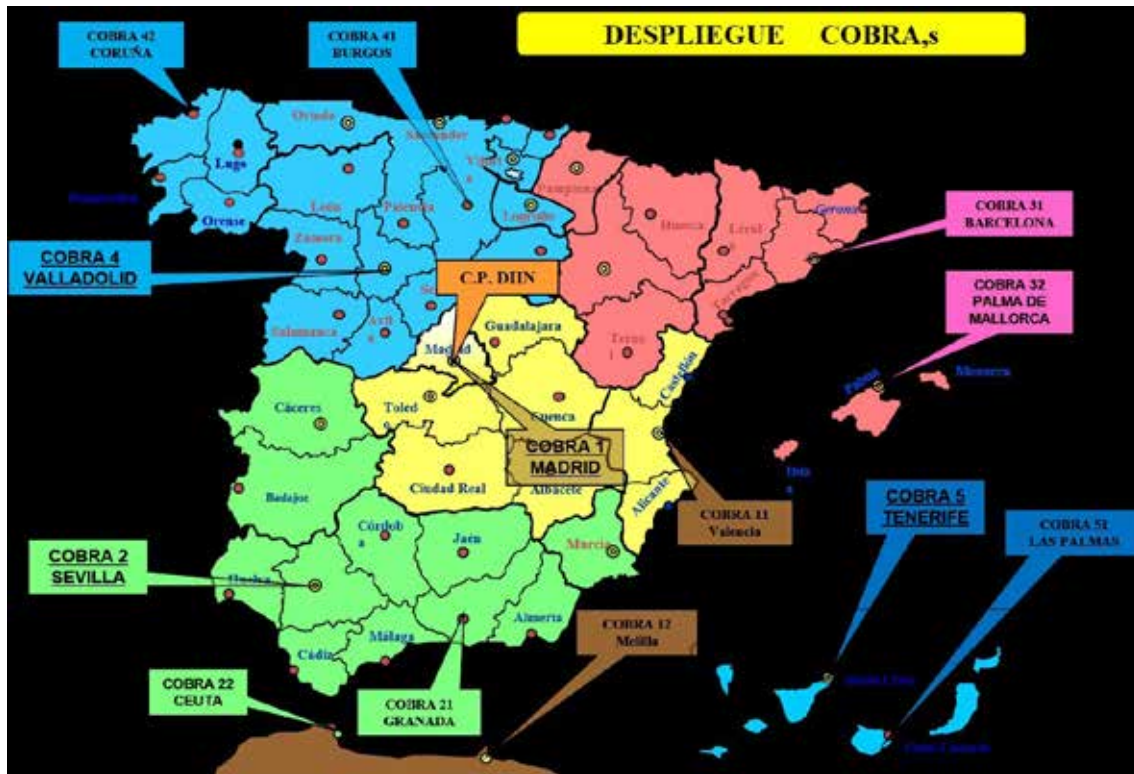 DESPLIEGUE COBRA,s
COBRA 42
CORUÑA
COBRA 41
BURGOS
Oviedo
Santander
Lugo
Orense
León
Palencia
Zamora
Logroño
Pamplona
Huesca
Gerona
COBRA 31
BARCELONA
COBRA 4
VALLADOLID
C.P. DIIN
Tarragona
COBRA 32
PALMA DE
MALLORCA
Salamanca
Avila
Guadalajara
Madrid
Teruel
Castellón
Palma
Menorca
Cáceres
Toledo
Cuenca
COBRA 1
MADRID
Ciudad Real
Albacete
Alicante
Badajoz
COBRA 11
Valencia
COBRA 5
TENERIFE
COBRA 51
LAS PALMAS
Córdoba
Jaén
Murcia
COBRA 2
SEVILLA
Huelva
Almería
Málaga
Cádiz
COBRA 12
Melilla
COBRA 22
CEUTA
COBRA 21
GRANADA